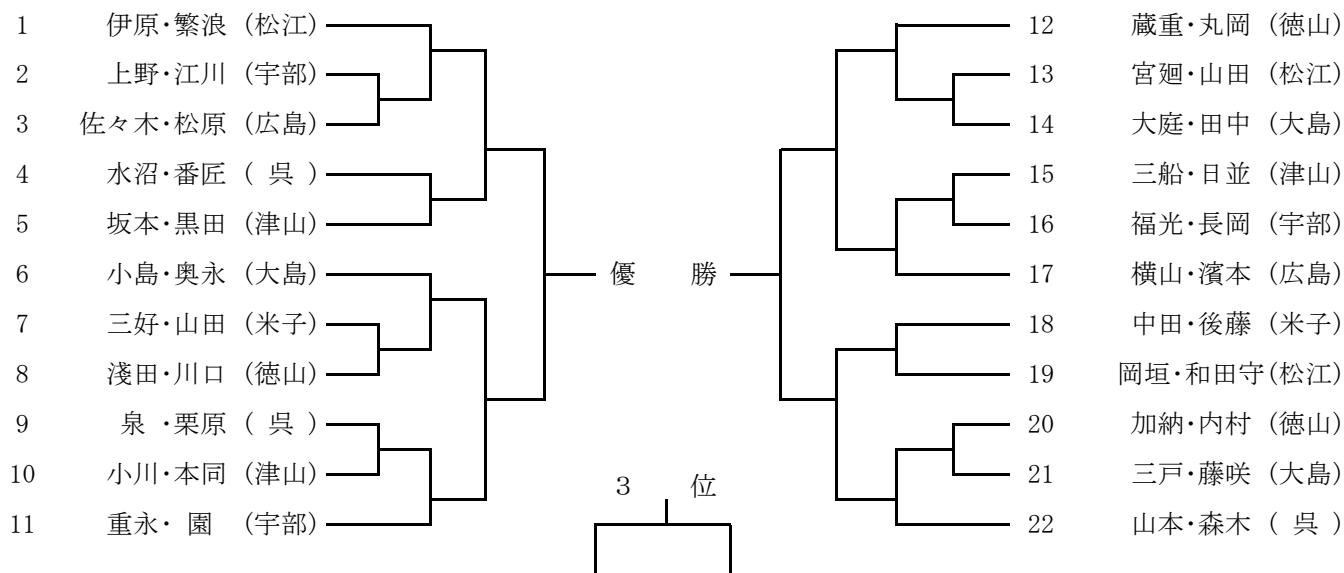 1 伊原・繁浪 (松江)
2 上野・江川 (宇部)
3 佐々木・松原 (広島)
4 水沼・番匠 ( 呉 )
5 坂本・黒田 (津山)
6 小島・奥永 (大島)
7 三好・山田 (米子)
8 淺田・川口 (徳山)
9 泉 ・栗原 ( 呉 )
10 小川・本同 (津山)
11 重永・ 園 (宇部)
優 勝
3 位
12 蔵重・丸岡 (徳山)
13 宮廻・山田 (松江)
14 大庭・田中 (大島)
15 三船・日並 (津山)
16 福光・長岡 (宇部)
17 横山・濱本 (広島)
18 中田・後藤 (米子)
19 岡垣・和田守(松江)
20 加納・内村 (徳山)
21 三戸・藤咲 (大島)
22 山本・森木 ( 呉 )